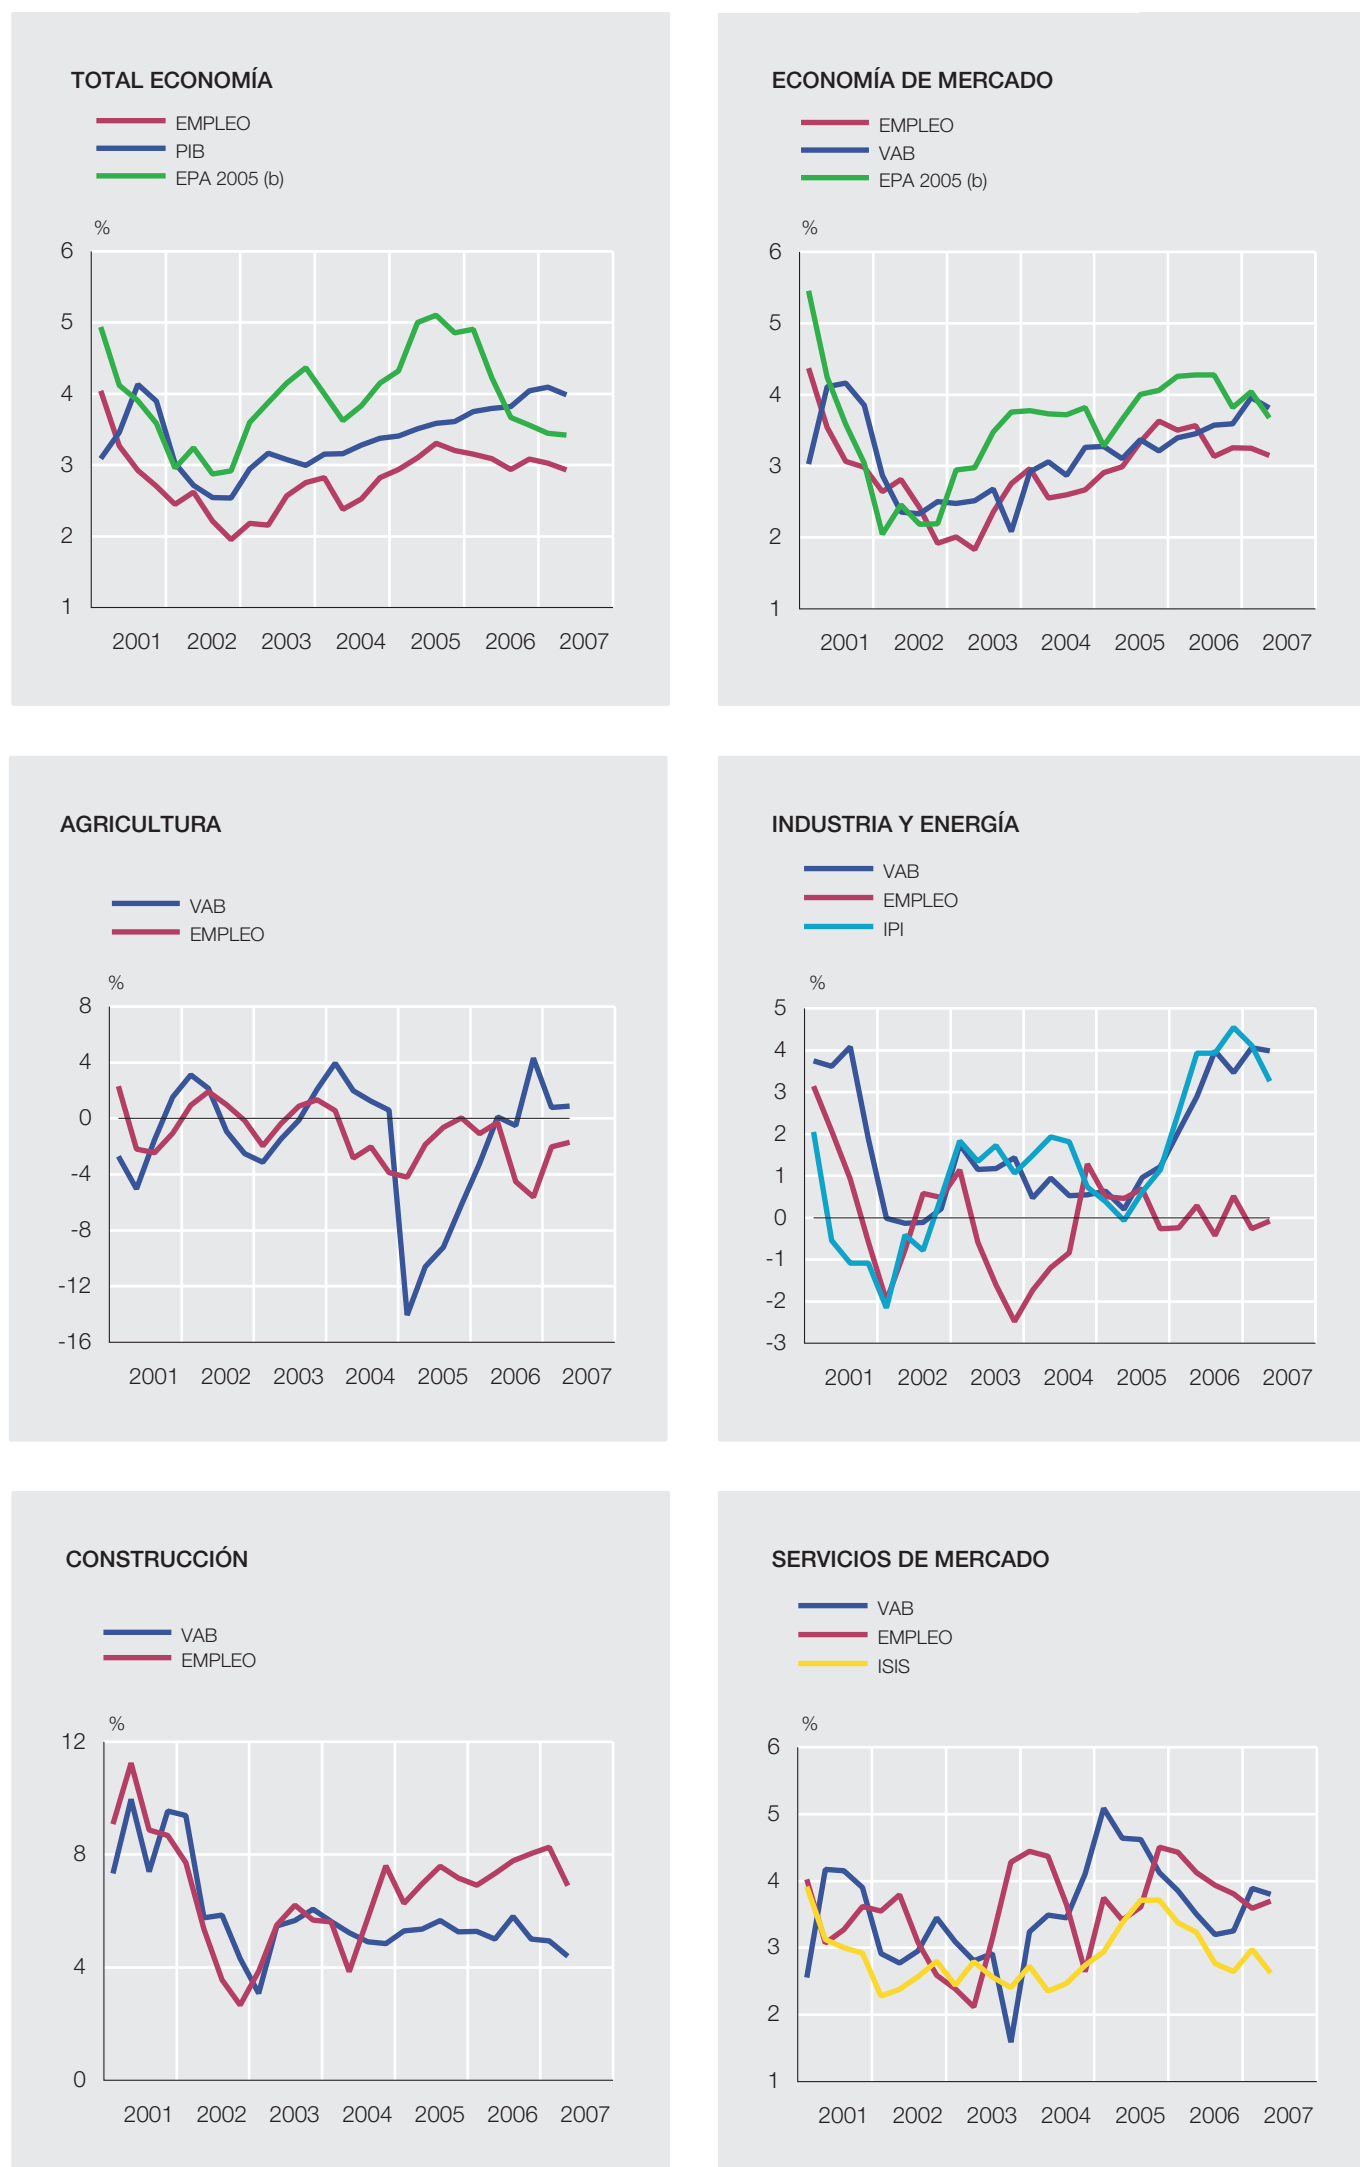 TOTAL ECONOMÍA
EMPLEO
PIB
EPA 2005 (b)
%
6
5
4
3
2
1
2001 2002 2003 2004 2005 2006 2007
ECONOMÍA DE MERCADO
EMPLEO
VAB
EPA 2005 (b)
%
6
5
4
3
2
1
2001 2002 2003 2004 2005 2006 2007
AGRICULTURA
VAB
EMPLEO
%
8
4
0
-4
-8
-12
-16
2001 2002 2003 2004 2005 2006 2007
INDUSTRIA Y ENERGÍA
VAB
EMPLEO
IPI
%
5
4
3
2
1
0
-1
-2
-3
2001 2002 2003 2004 2005 2006 2007
CONSTRUCCIÓN
VAB
EMPLEO
%
12
8
4
0
2001 2002 2003 2004 2005 2006 2007
SERVICIOS DE MERCADO
VAB
EMPLEO
ISIS
%
6
5
4
3
2
1
2001 2002 2003 2004 2005 2006 2007